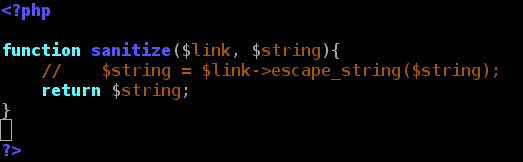 <?php
function sanitize($link, $string){
//    $string = $link->escape_string($string);
return $string;
}
?>